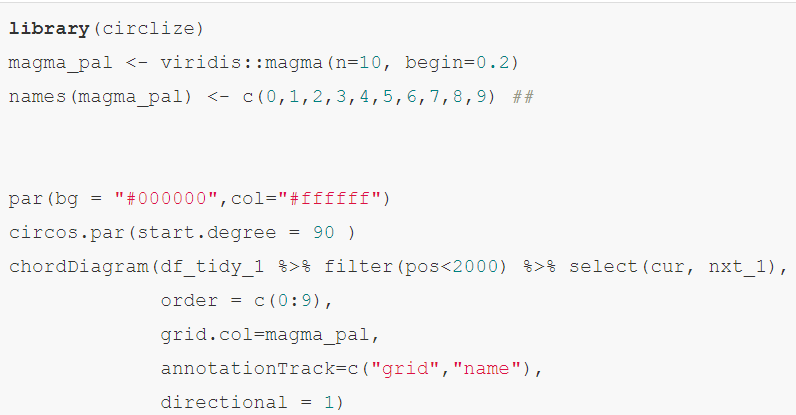 library(circlize)
magma_pal <- viridis::magma(n=10, begin=0.2)
names(magma_pal) <- c(0,1,2,3,4,5,6,7,8,9) ##
par(bg = "#000000",col="#ffffff")
circos.par(start.degree = 90 )
chordDiagram(df_tidy_1 %>% filter(pos<2000) %>% select(cur, nxt_1),
order = c(0:9),
grid.col=magma_pal,
annotationTrack=c("grid","name"),
directional = 1)